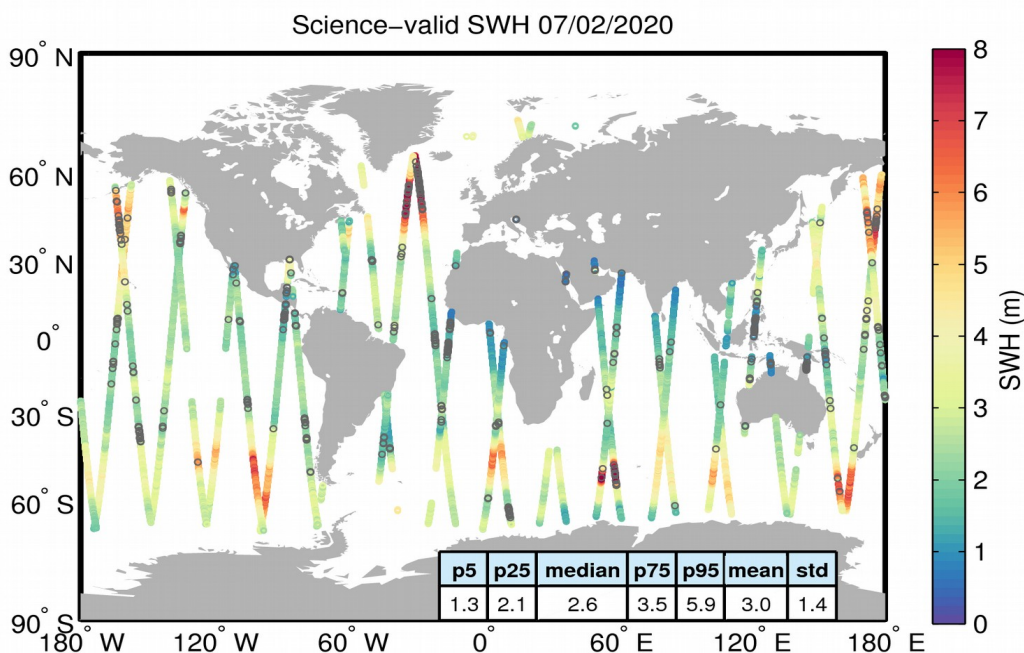 Science−valid SWH 07/02/2020
90° N
60° N
30° N
0°
30° S
60° S
90° S
180° W
120° W
60° W
0°
60° E
120° E
180° E
8
7
6
5
4
3
2
1
0
SWH (m)
p5 p25 median p75 p95 mean std
1.3 2.1 2.6 3.5 5.9 3.0 1.4